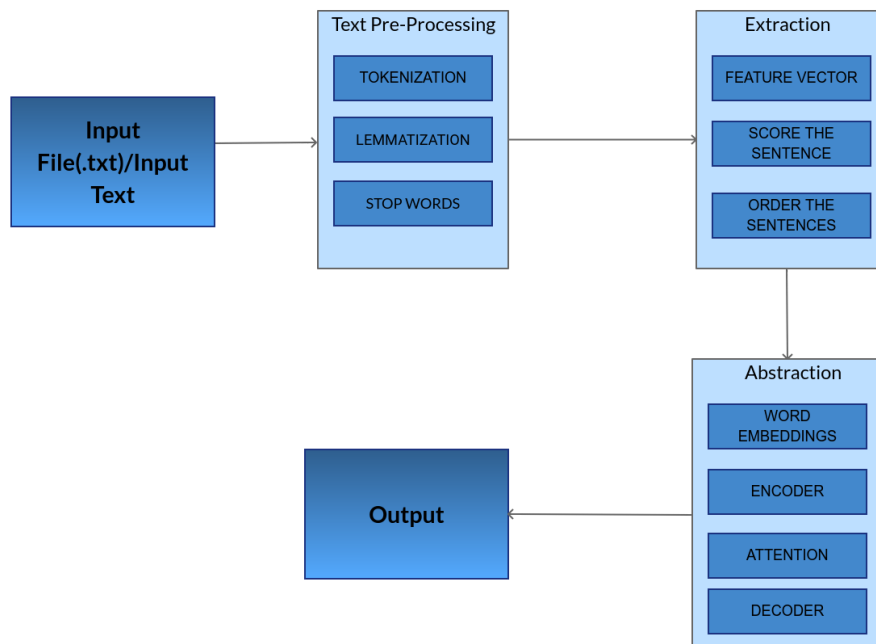 Input
File(.txt)/Input
Text
Text Pre-Processing
TOKENIZATION
LEMMATIZATION
STOP WORDS
Extraction
FEATURE VECTOR
SCORE THE
SENTENCE
ORDER THE
SENTENCES
Abstraction
WORD
EMBEDDINGS
ENCODER
ATTENTION
DECODER
Output